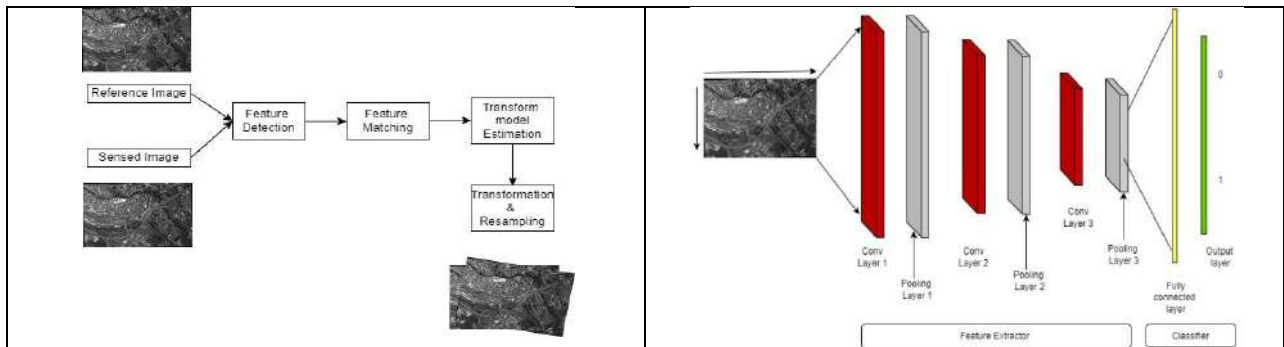 Reference Image
Sensed Image
Feature
Detection
Feature
Matching
Transform
model
Estimation
Transformation
&
Resampling
Conv
Layer 1
Pooling
Layer 1
Conv
Layer 2
Pooling
Layer 2
Conv
Layer 3
Pooling
Layer 3
Fully
connected
layer
0
1
Output
layer
Feature Extractor
Classifier